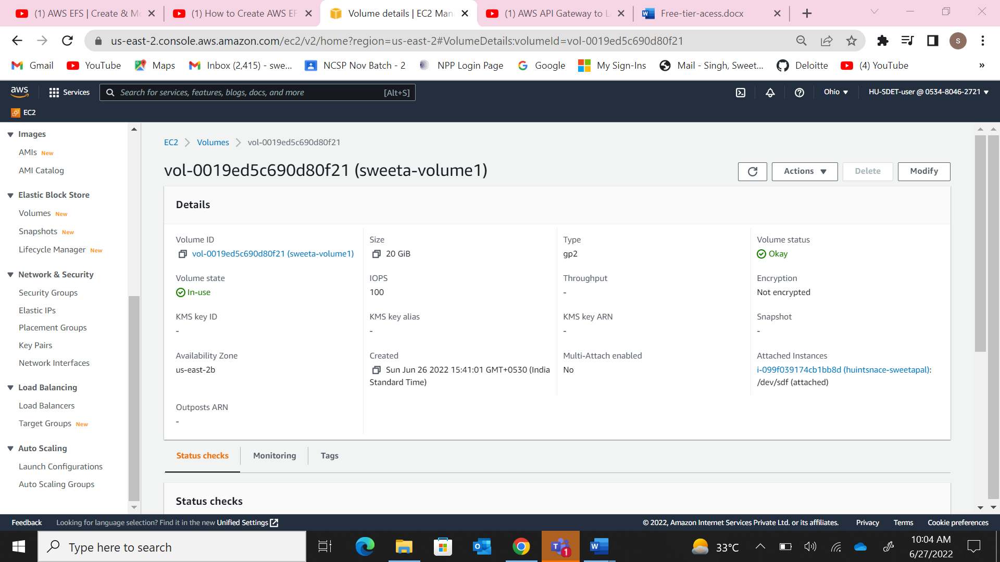 (1) AWS EFS | Create & Mo
(1) How to Create AWS EF
Volume details | EC2 Man
(1) AWS API Gateway to L
Free-tier-acess.docx
us-east-2.console.aws.amazon.com/ec2/v2/home?region=us-east-2#VolumeDetails:volumeId=vol-0019ed5c690d80f21
S
Gmail
YouTube
Maps
Inbox (2,415) - swe...
NCSP Nov Batch - 2
NPP Login Page
Google
My Sign-Ins
Mail - Singh, Sweet...
Deloitte
(4) YouTube
»
aws
Services
Search for services, features, blogs, docs, and more
[Alt+S]
Ohio
HU-SDET-user @ 0534-8046-2721
EC2
Images
AMIs New
AMI Catalog
Elastic Block Store
Volumes New
Snapshots New
Lifecycle Manager New
Network & Security
Security Groups
Elastic IPs
Placement Groups
Key Pairs
Network Interfaces
Load Balancing
Load Balancers
Target Groups New
Auto Scaling
Launch Configurations
Auto Scaling Groups
EC2
Volumes
vol-0019ed5c690d80f21
vol-0019ed5c690d80f21 (sweeta-volume1)
Actions
Delete
Modify
Details
Volume ID
vol-0019ed5c690d80f21 (sweeta-volume1)
Size
20 GiB
Type
gp2
Volume status
Okay
Volume state
In-use
IOPS
100
Throughput
-
Encryption
Not encrypted
KMS key ID
-
KMS key alias
-
KMS key ARN
-
Snapshot
-
Availability Zone
us-east-2b
Created
Sun Jun 26 2022 15:41:01 GMT+0530 (India
Standard Time)
Multi-Attach enabled
No
Attached Instances
i-099f039174cb1bb8d (huintsnace-sweetapal):
/dev/sdf (attached)
Outposts ARN
-
Status checks
Monitoring
Tags
Status checks
Feedback
Looking for language selection? Find it in the new Unified Settings
© 2022, Amazon Internet Services Private Ltd. or its affiliates.
Privacy
Terms
Cookie preferences
Type here to search
1
33°C
10:04 AM
6/27/2022